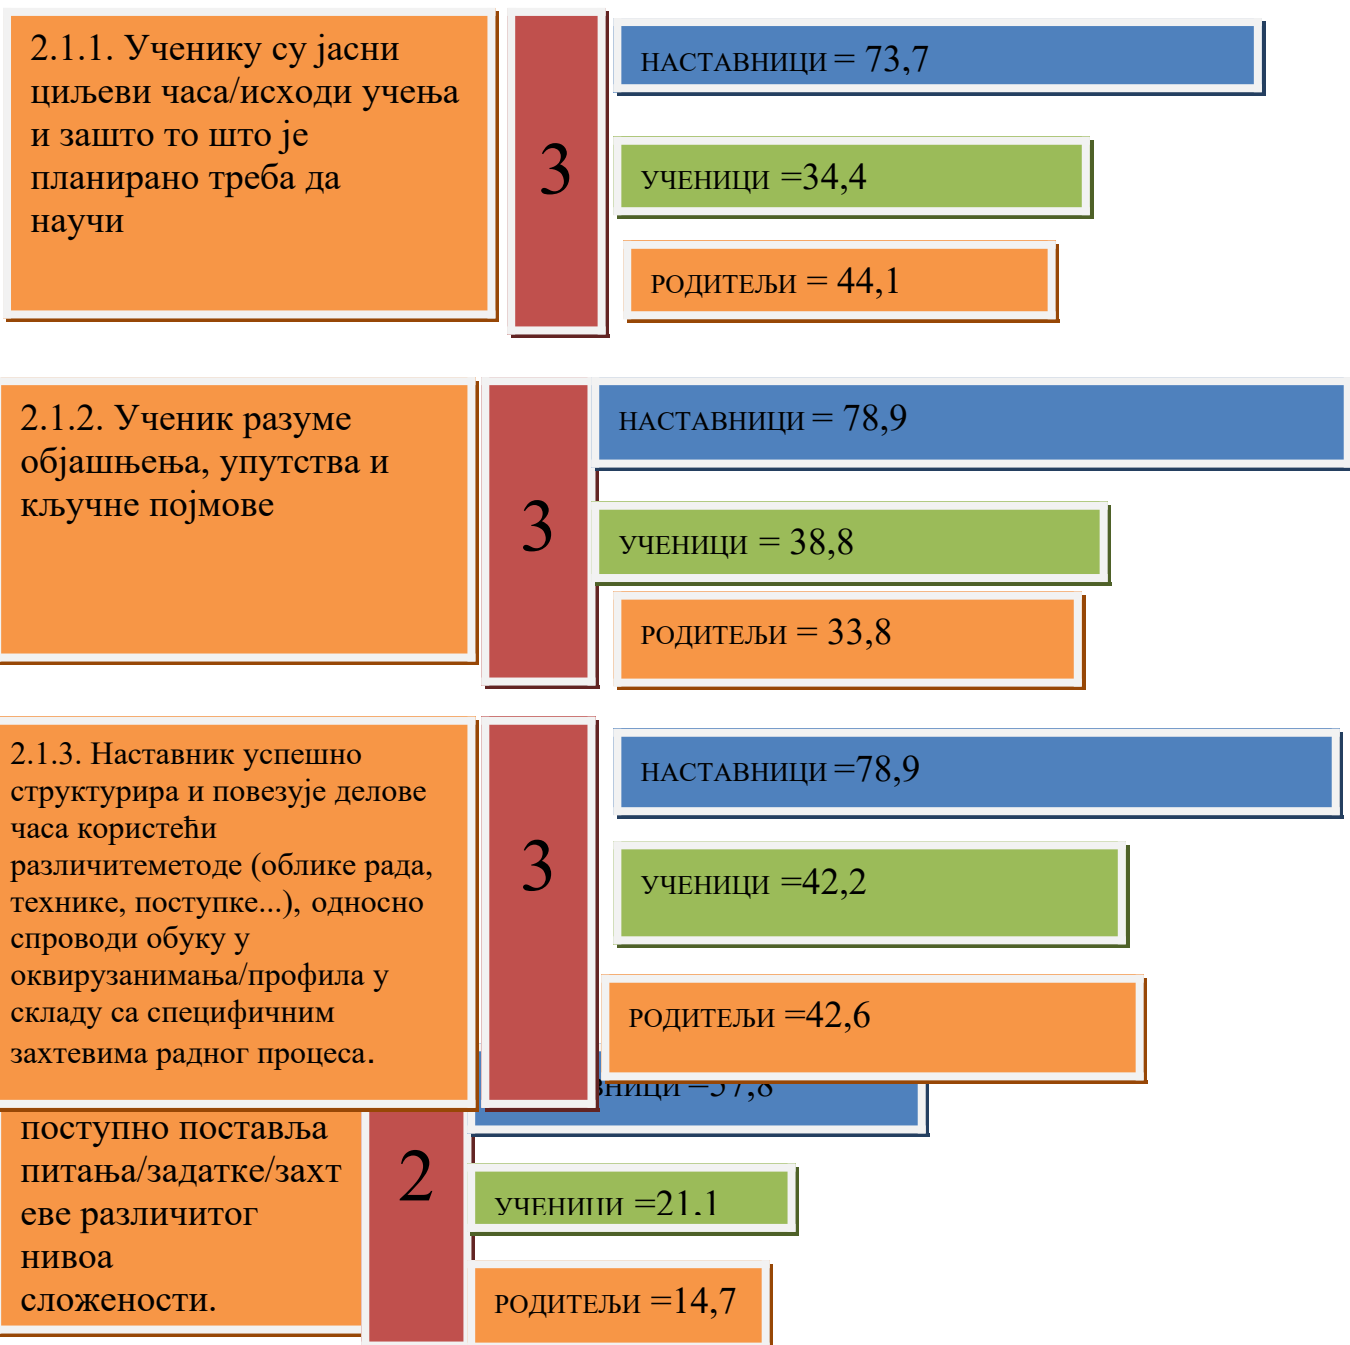 2.1.1. Ученику су јасни
циљеви часа/исходи учења
и зашто то што је
планирано треба да
научи
3
НАСТАВНИЦИ = 73,7
УЧЕНИЦИ =34,4
РОДИТЕЉИ = 44,1
2.1.2. Ученик разуме
објашњења, упутства и
кључне појмове
3
НАСТАВНИЦИ = 78,9
УЧЕНИЦИ = 38,8
РОДИТЕЉИ = 33,8
2.1.3. Наставник успешно
структурира и повезује делове
часа користећи
различитеметоде (облике рада,
технике, поступке...), односно
спроводи обуку у
оквирузанимања/профила у
складу са специфичним
захтевима радног процеса.
3
НАСТАВНИЦИ =78,9
УЧЕНИЦИ =42,2
РОДИТЕЉИ =42,6
поступно поставља
питања/задатке/захт
еве различитог
нивоа
сложености.
2
УЧЕНИЦИ =21,1
РОДИТЕЉИ =14,7